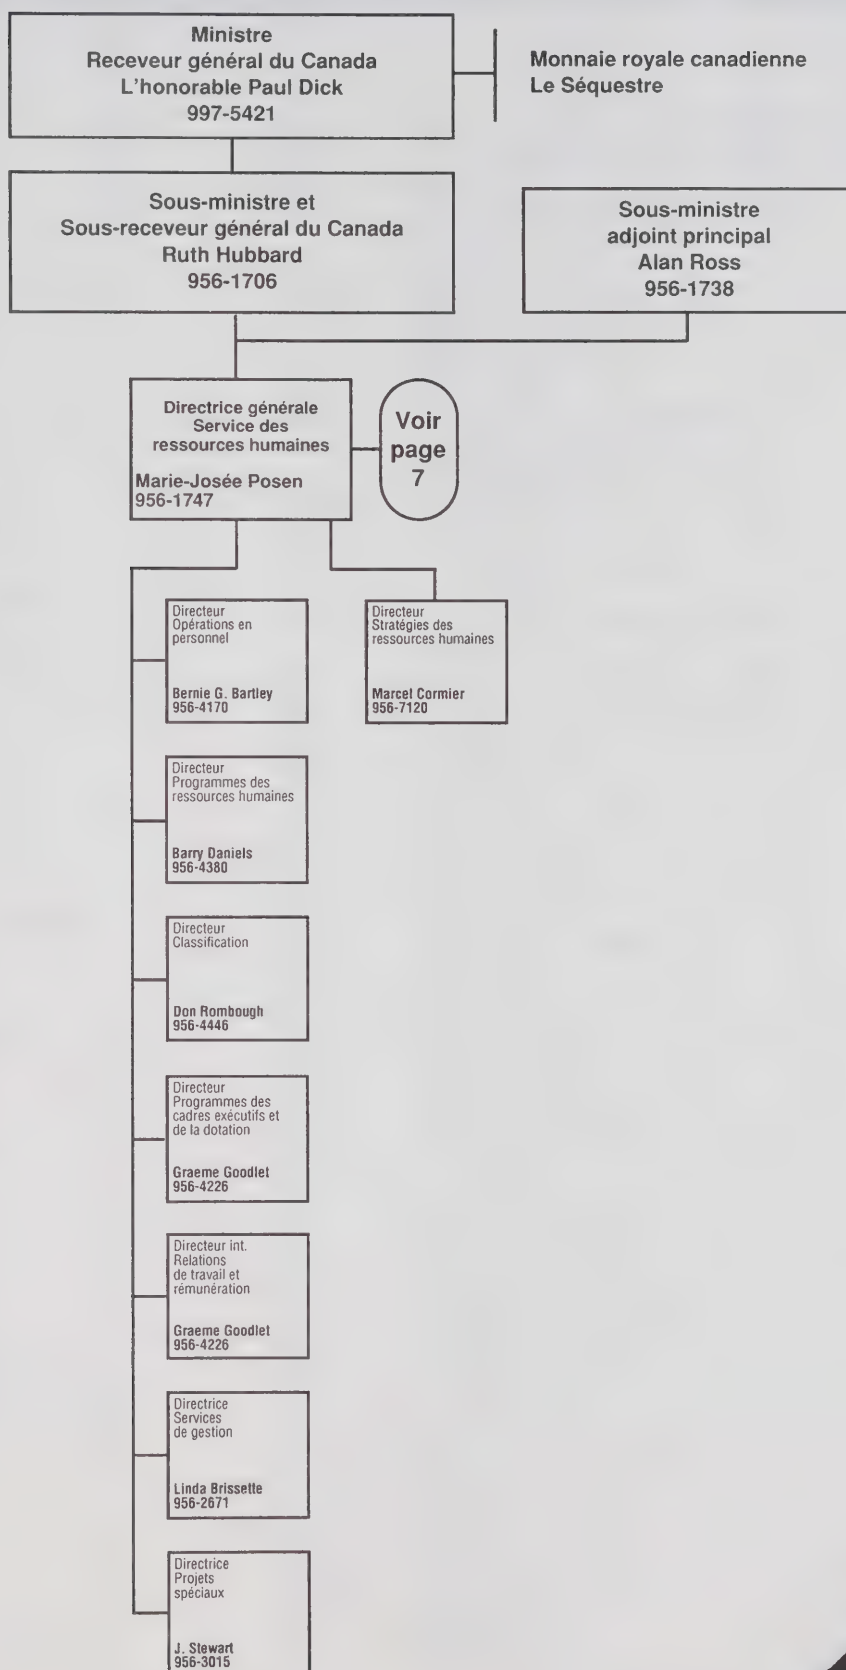 Ministre
Receveur général du Canada
L'honorable Paul Dick
997-5421
Monnaie royale canadienne
Le Séquestre
Sous-ministre et
Sous-receveur général du Canada
Ruth Hubbard
956-1706
Sous-ministre
adjoint principal
Alan Ross
956-1738
Directrice générale
Service des
ressources humaines
Marie-Josée Posen
956-1747
Voir
page
7
Directeur
Opérations en
personnel
Bernie G. Bartley
956-4170
Directeur
Stratégies des
ressources humaines
Marcel Cormier
956-7120
Directeur
Programmes des
ressources humaines
Barry Daniels
956-4380
Directeur
Classification
Don Rombough
956-4446
Directeur
Programmes des
cadres exécutifs et
de la dotation
Graeme Goodlet
956-4226
Directeur int.
Relations
de travail et
rémunération
Graeme Goodlet
956-4226
Directrice
Services
de gestion
Linda Brissette
956-2671
Directrice
Projets
spéciaux
J. Stewart
956-3015